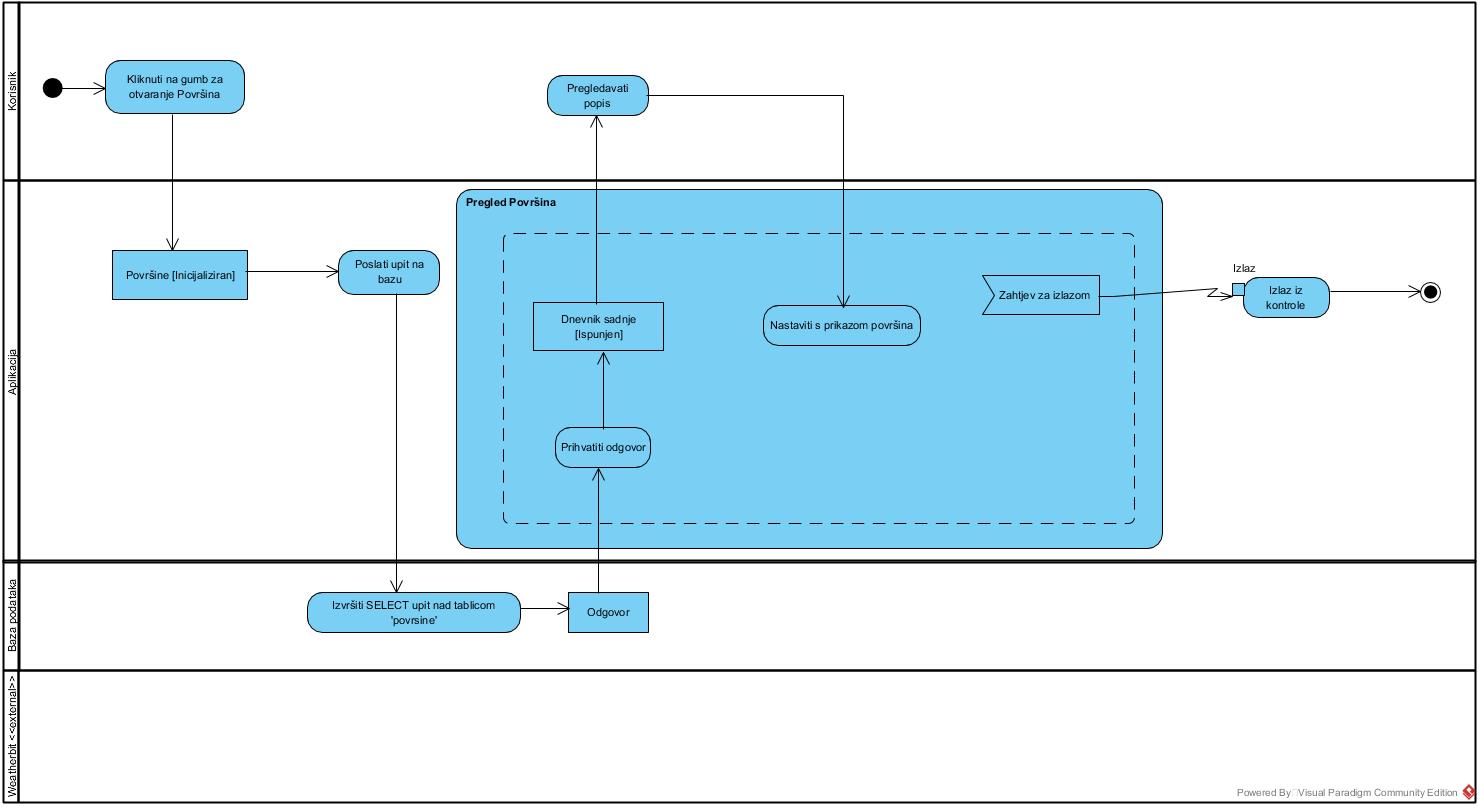 Korisnik
Kliknuti na gumb za
otvaranje Površina
Pregledavati
popis
Aplikacija
Pregled Površina
Površine [Inicijaliziran]
Poslati upit na
bazu
Dnevnik sadnje
[Ispunjen]
Nastaviti s prikazom površina
Zahtjev za izlazom
Izlaz
Izlaz iz
kontrole
Prihvatiti odgovor
Baza podataka
Izvršiti SELECT upit nad tablicom
'povrsine'
Odgovor
Weatherbit <<external>>
Powered By Visual Paradigm Community Edition